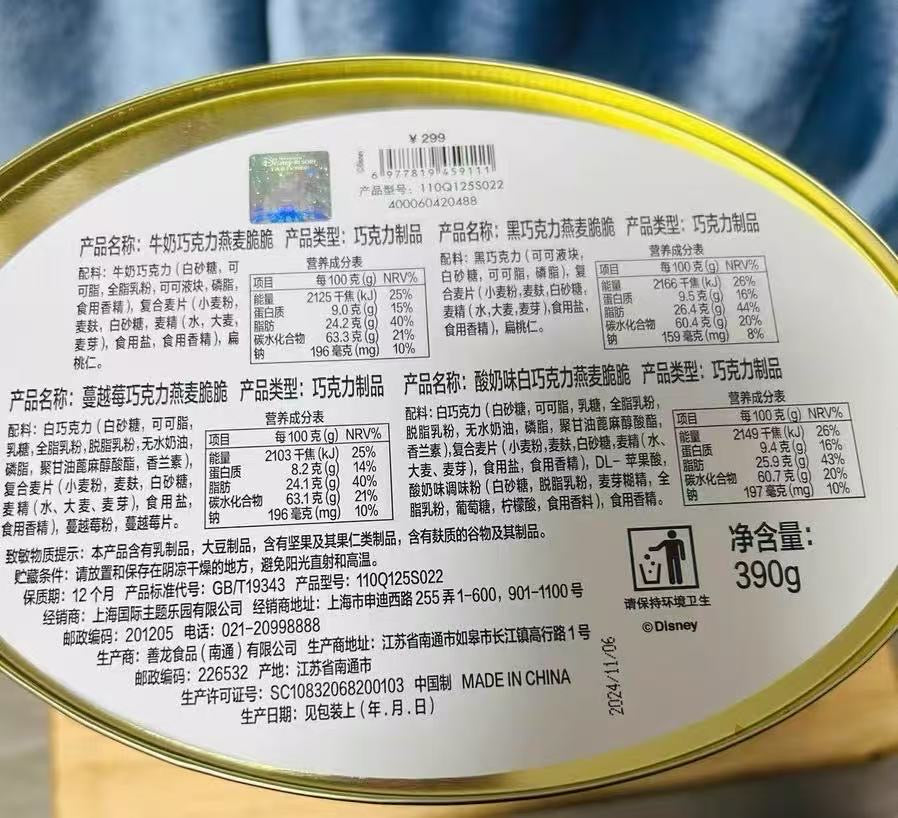 ¥ 299
©Disney
6 977819 459111
产品型号：110Q125S022
400060420488
产品名称：牛奶巧克力燕麦脆脆 产品类型：巧克力制品
配料：牛奶巧克力（白砂糖，可
可脂，全脂乳粉，可可液块，磷脂，
食用香精），复合麦片（小麦粉，
麦麸，白砂糖，麦精（水，大麦，
麦芽），食用盐，食用香精），扁
桃仁。
营养成分表
项目 每100克(g) NRV%
能量 2125千焦(kJ) 25%
蛋白质 9.0克(g) 15%
脂肪 24.2克(g) 40%
碳水化合物 63.3克(g) 21%
钠 196毫克(mg) 10%
产品名称：黑巧克力燕麦脆脆 产品类型：巧克力制品
配料：黑巧克力（可可液块，
白砂糖，可可脂，磷脂），复
合麦片（小麦粉,麦麸,白砂糖，
麦精（水,大麦,麦芽）,食用盐，
食用香精），扁桃仁。
营养成分表
项目 每100克(g) NRV%
能量 2166千焦(kJ) 26%
蛋白质 9.5克(g) 16%
脂肪 26.4克(g) 44%
碳水化合物 60.4克(g) 20%
钠 159毫克(mg) 8%
产品名称：蔓越莓巧克力燕麦脆脆 产品类型：巧克力制品
配料：白巧克力（白砂糖，可可脂，
乳糖，全脂乳粉，脱脂乳粉，无水奶油，
磷脂，聚甘油蓖麻醇酸酯，香兰素），
复合麦片（小麦粉，麦麸，白砂糖，
麦精（水、大麦、麦芽），食用盐，
食用香精），蔓越莓粉，蔓越莓片。
营养成分表
项目 每100克(g) NRV%
能量 2103千焦(kJ) 25%
蛋白质 8.2克(g) 14%
脂肪 24.1克(g) 40%
碳水化合物 63.1克(g) 21%
钠 196毫克(mg) 10%
产品名称：酸奶味白巧克力燕麦脆脆 产品类型：巧克力制品
配料：白巧克力（白砂糖，可可脂，乳糖，全脂乳粉，
脱脂乳粉，无水奶油，磷脂，聚甘油蓖麻醇酸酯，
香兰素）,复合麦片（小麦粉,麦麸,白砂糖,麦精（水、
大麦、麦芽），食用盐，食用香精），DL-苹果酸，
酸奶味调味粉（白砂糖，脱脂乳粉，麦芽糊精，全
脂乳粉，葡萄糖，柠檬酸，食用香料），食用香精。
营养成分表
项目 每100克(g) NRV%
能量 2149千焦(kJ) 26%
蛋白质 9.4克(g) 16%
脂肪 25.9克(g) 43%
碳水化合物 60.7克(g) 20%
钠 197毫克(mg) 10%
致敏物质提示：本产品含有乳制品，大豆制品，含有坚果及其果仁类制品，含有麸质的谷物及其制品。
贮藏条件：请放置和保存在阴凉干燥的地方，避免阳光直射和高温。
保质期：12个月 产品标准代号：GB/T19343 产品型号：110Q125S022
经销商：上海国际主题乐园有限公司 经销商地址：上海市申迪西路255弄1-600，901-1100号
邮政编码：201205 电话：021-20998888
生产商：善龙食品（南通）有限公司 生产商地址：江苏省南通市如皋市长江镇高行路1号
邮政编码：226532 产地：江苏省南通市
生产许可证号：SC10832068200103 中国制 MADE IN CHINA
生产日期：见包装上（年.月.日）
2024/11/06
请保持环境卫生
©Disney
净含量：
390g